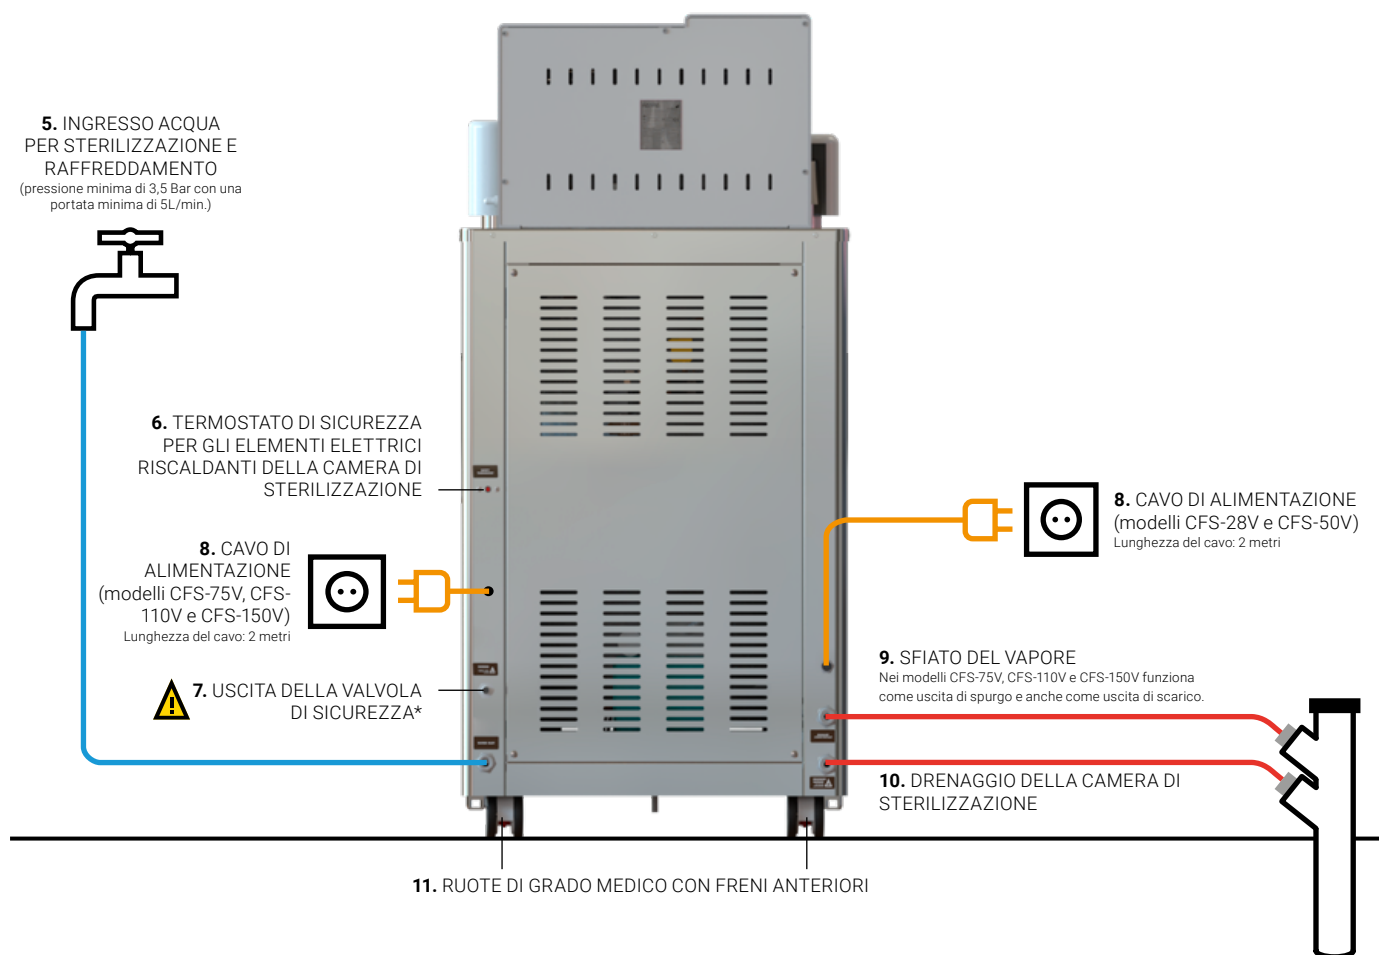 5. INGRESSO ACQUA
PER STERILIZZAZIONE E
RAFFREDDAMENTO
(pressione minima di 3,5 Bar con una
portata minima di 5L/min.)
6. TERMOSTATO DI SICUREZZA
PER GLI ELEMENTI ELETTRICI
RISCALDANTI DELLA CAMERA DI
STERILIZZAZIONE
8. CAVO DI
ALIMENTAZIONE
(modelli CFS-75V, CFS-
110V e CFS-150V)
Lunghezza del cavo: 2 metri
7. USCITA DELLA VALVOLA
DI SICUREZZA*
8. CAVO DI ALIMENTAZIONE
(modelli CFS-28V e CFS-50V)
Lunghezza del cavo: 2 metri
9. SFIATO DEL VAPORE
Nei modelli CFS-75V, CFS-110V e CFS-150V funziona
come uscita di spurgo e anche come uscita di scarico.
10. DRENAGGIO DELLA CAMERA DI
STERILIZZAZIONE
11. RUOTE DI GRADO MEDICO CON FRENI ANTERIORI